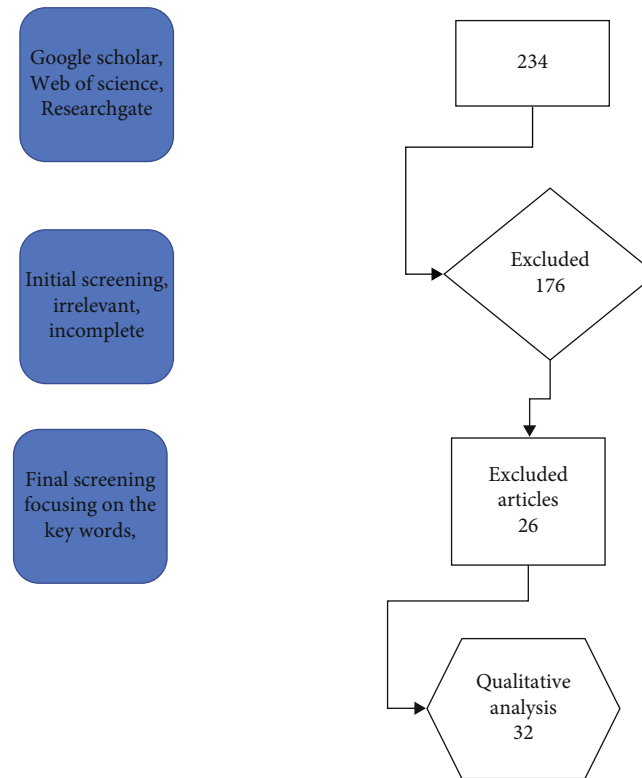 Google scholar,
Web of science,
Researchgate
234
Initial screening,
irrelevant,
incomplete
Excluded
176
Final screening
focusing on the
key words,
Excluded
articles
26
Qualitative
analysis
32